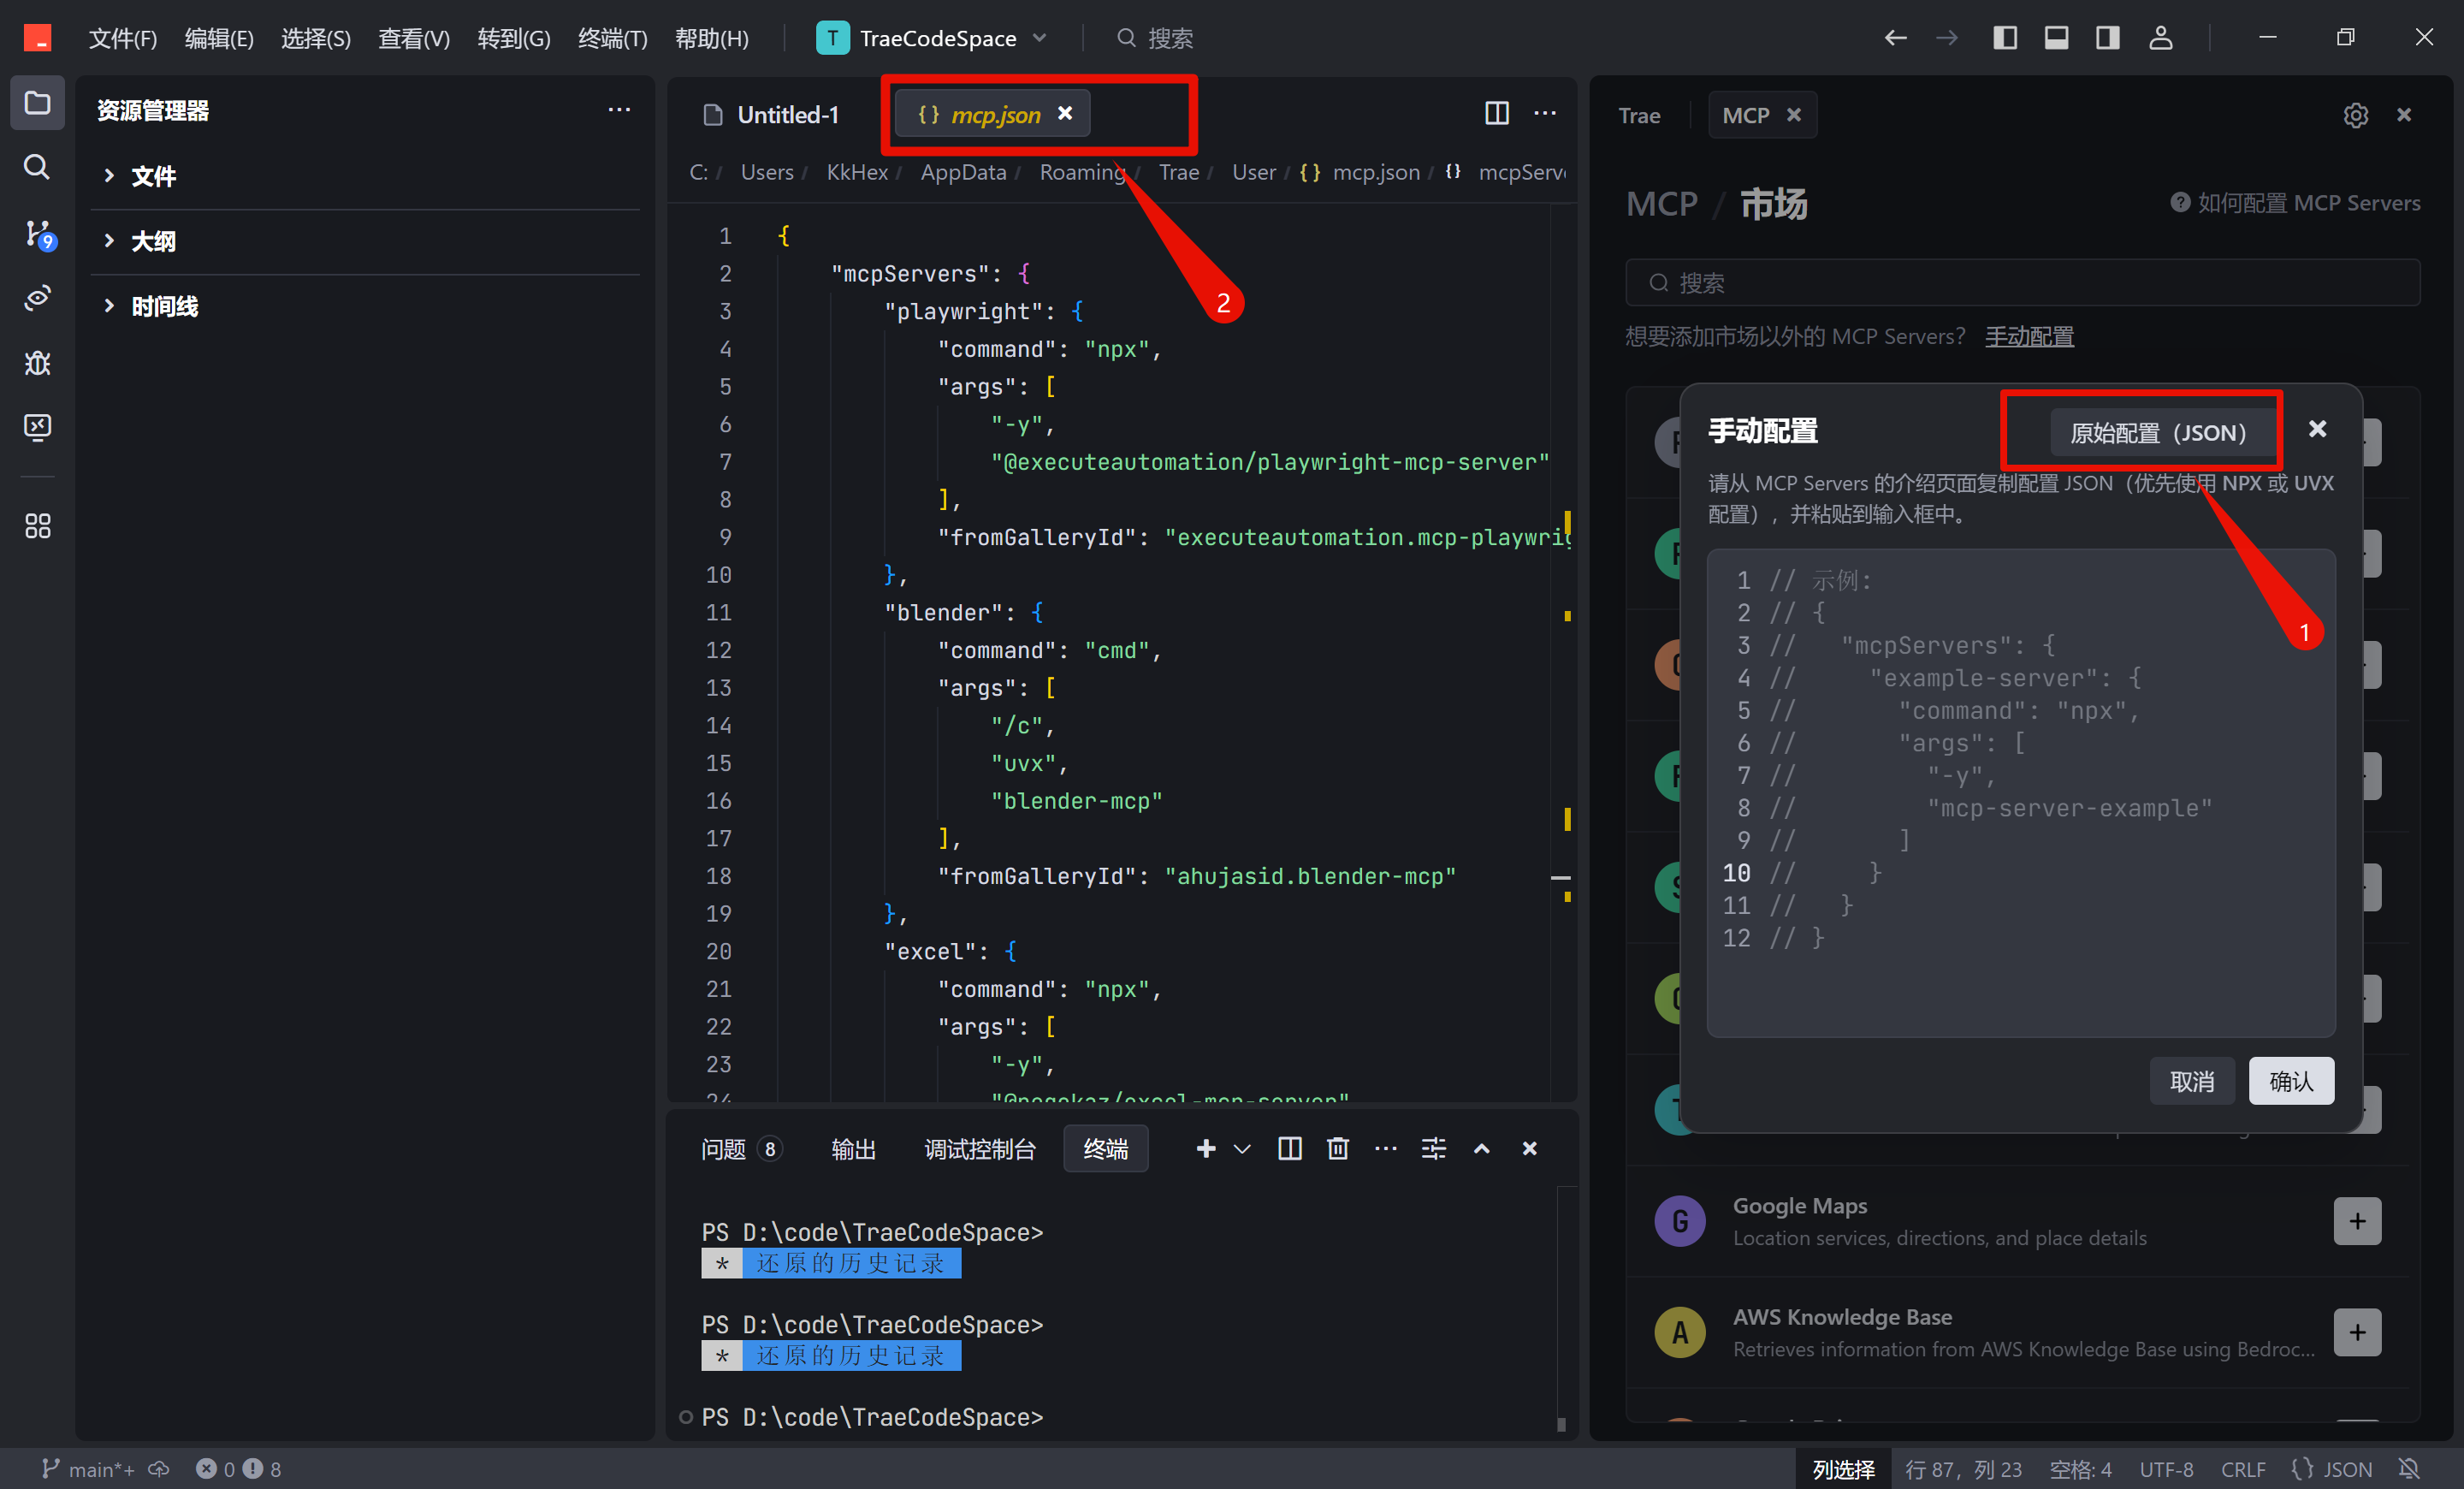 文件(F) 编辑(E) 选择(S) 查看(V) 转到(G) 终端(T) 帮助(H) T TraeCodeSpace 搜索
资源管理器
文件
大纲
时间线
9
Untitled-1 {} mcp.json
C: / Users / KkHex / AppData / Roaming / Trae / User / {} mcp.json / {}
2
1 {
2 "mcpServers": {
3 "playwright": {
4 "command": "npx",
5 "args": [
6 "-y",
7 "@executeautomation/playwright-mcp-server"
8 ],
9 "fromGalleryId":
10 },
11 "blender": {
12 "command": "cmd",
13 "args": [
14 "/c",
15 "uvx",
16 "blender-mcp"
17 ],
18 "fromGalleryId": "ahujasid.blender-mcp"
19 },
20 "excel": {
21 "command": "npx",
22 "args": [
23 "-y",
问题 8 输出 调试控制台 终端
PS D:\code\TraeCodeSpace>
* 还原的历史记录
PS D:\code\TraeCodeSpace>
* 还原的历史记录
PS D:\code\TraeCodeSpace>
Trae MCP
MCP / 市场 如何配置 MCP Servers
搜索
想要添加市场以外的 MCP Servers? 手动配置
手动配置 原始配置（JSON）
请从 MCP Servers 的介绍页面复制配置 JSON（优先使用 NPX 或 UVX
配置），并粘贴到输入框中。
1
1 // 示例:
2 // {
3 // "mcpServers": {
4 // "example-server": {
5 // "command": "npx",
6 // "args": [
7 // "-y",
8 // "mcp-server-example"
9 // ]
10 // }
11 // }
12 // }
取消 确认
G Google Maps
Location services, directions, and place details
A AWS Knowledge Base
Retrieves information from AWS Knowledge Base using Bedroc...
main*+ 0 8 列选择 行 87，列 23 空格: 4 UTF-8 CRLF {} JSON